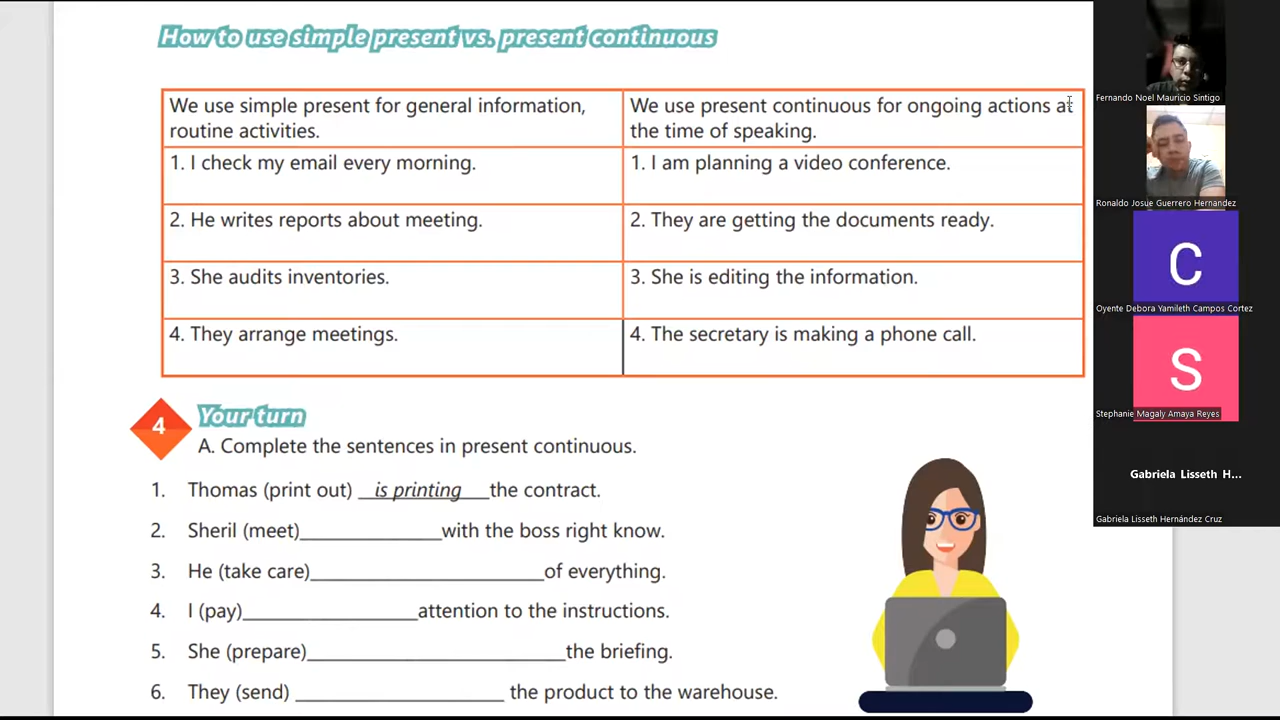 How to use simple present vs. present continuous
We use simple present for general information,
routine activities.
We use present continuous for ongoing actions at
the time of speaking.
1. I check my email every morning.
1. I am planning a video conference.
2. He writes reports about meeting.
2. They are getting the documents ready.
3. She audits inventories.
3. She is editing the information.
4. They arrange meetings.
4. The secretary is making a phone call.
4
Your turn
A. Complete the sentences in present continuous.
1. Thomas (print out) __is printing___the contract.
2. Sheril (meet)______________with the boss right know.
3. He (take care)_______________________of everything.
4. I (pay)_________________attention to the instructions.
5. She (prepare)__________________________the briefing.
6. They (send) _____________________ the product to the warehouse.
Fernando Noel Mauricio Sintigo
Ronaldo Josue Guerrero Hernandez
C
Oyente Debora Yamileth Campos Cortez
S
Stephanie Magaly Amaya Reyes
Gabriela Lisseth H...
Gabriela Lisseth Hernández Cruz